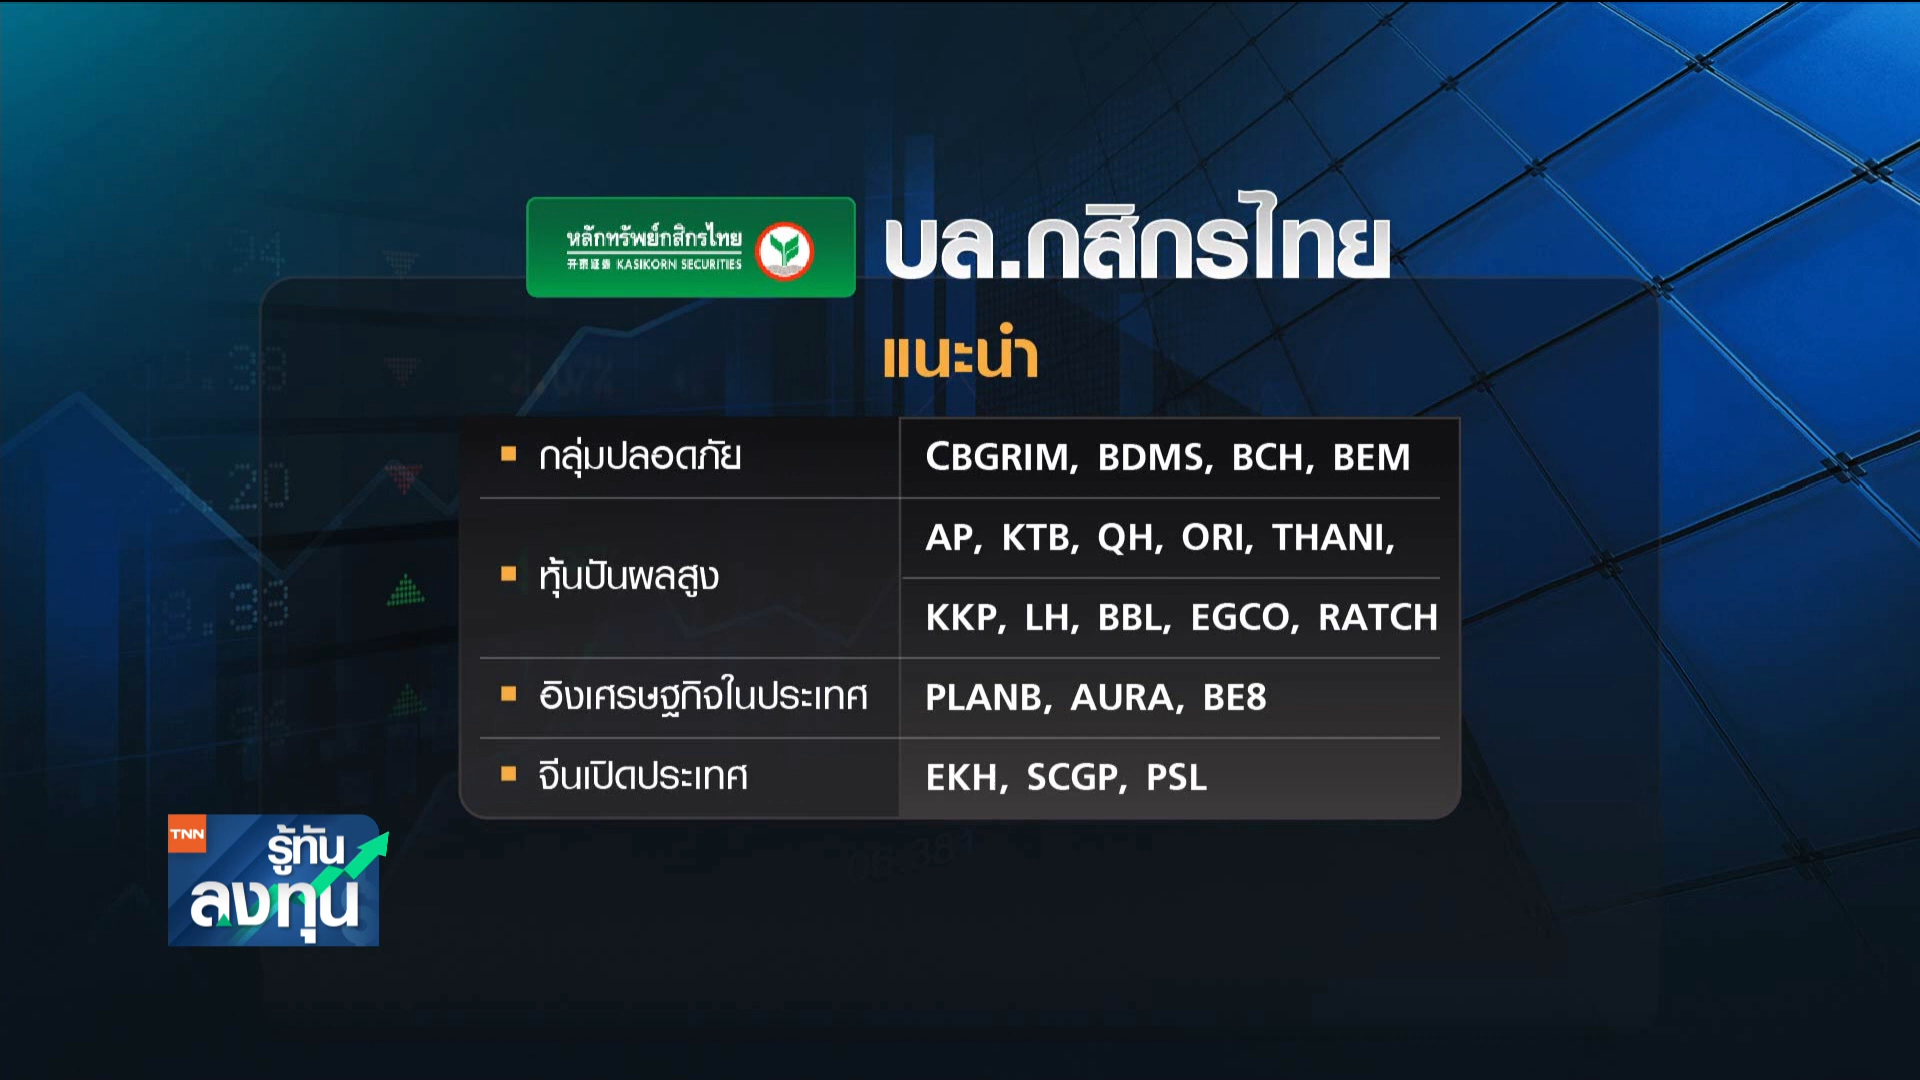 หลักทรัพย์กสิกรไทย
开泰证券 KASIKORN SECURITIES
บล.กสิกรไทย
แนะนำ
กลุ่มปลอดภัย CBGRIM, BDMS, BCH, BEM
หุ้นปันผลสูง AP, KTB, QH, ORI, THANI,
KKP, LH, BBL, EGCO, RATCH
อิงเศรษฐกิจในประเทศ PLANB, AURA, BE8
จีนเปิดประเทศ EKH, SCGP, PSL
TNN
รู้ทัน
ลงทุน